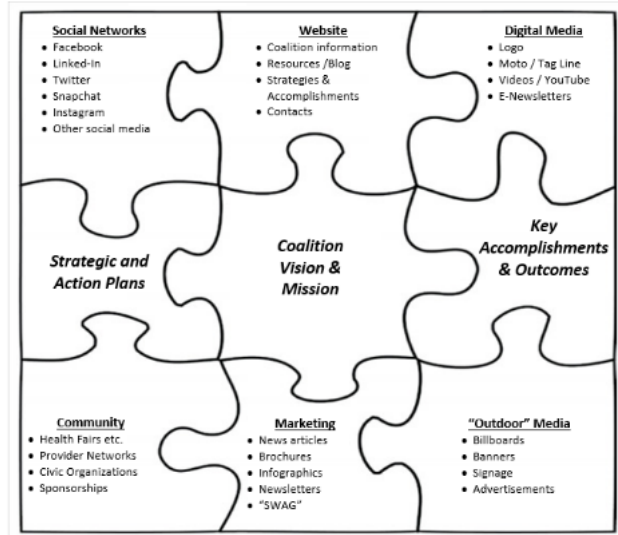 Social Networks
• Facebook
• Linked-In
• Twitter
• Snapchat
• Instagram
• Other social media
Website
• Coalition information
• Resources /Blog
• Strategies &
Accomplishments
• Contacts
Digital Media
• Logo
• Moto / Tag Line
• Videos / YouTube
• E-Newsletters
Strategic and
Action Plans
Coalition
Vision &
Mission
Key
Accomplishments
& Outcomes
Community
• Health Fairs etc.
• Provider Networks
• Civic Organizations
• Sponsorships
Marketing
• News articles
• Brochures
• Infographics
• Newsletters
• “SWAG”
“Outdoor” Media
• Billboards
• Banners
• Signage
• Advertisements